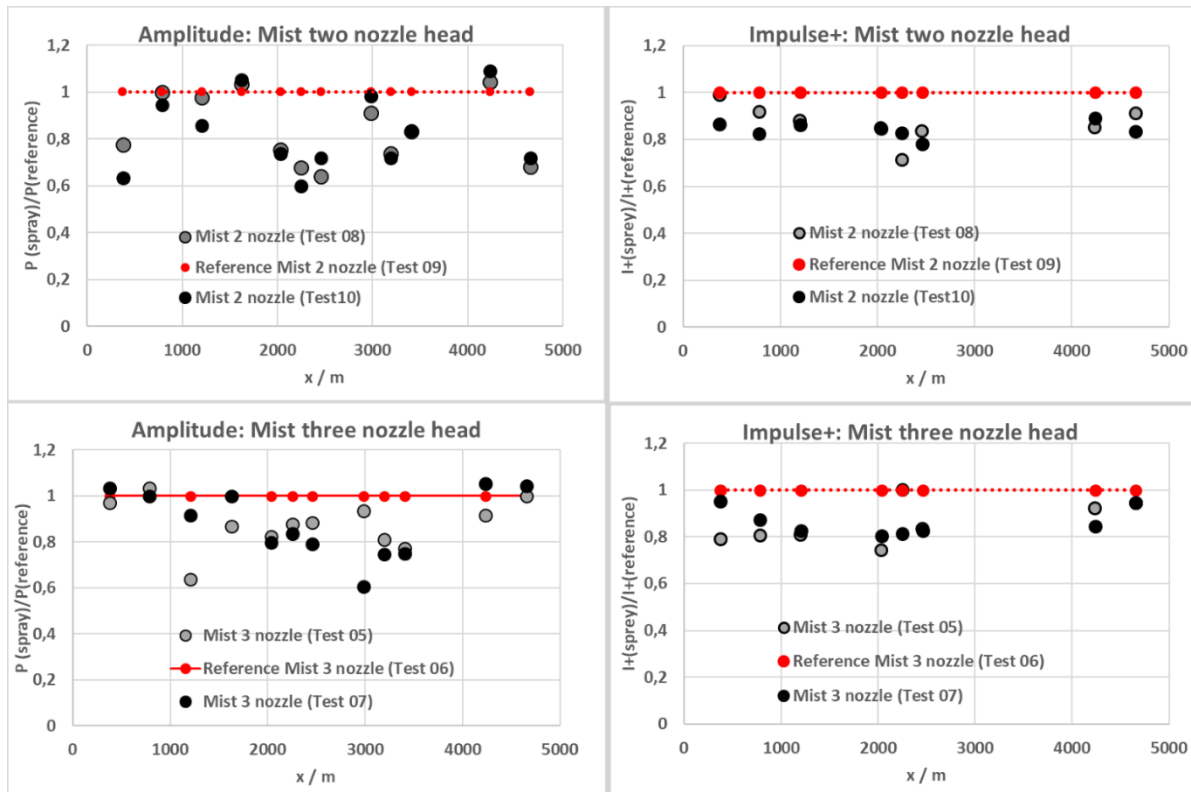 Amplitude: Mist two nozzle head
1,2
1
0,8
0,6
0,4
0,2
0
P (spray)/P(reference)
Mist 2 nozzle (Test 08)
Reference Mist 2 nozzle (Test 09)
Mist 2 nozzle (Test10)
0 1000 2000 3000 4000 5000
x / m
Impulse+: Mist two nozzle head
1,2
1
0,8
0,6
0,4
0,2
0
I+(sprey)/I+(reference)
Mist 2 nozzle (Test 08)
Reference Mist 2 nozzle (Test 09)
Mist 2 nozzle (Test10)
0 1000 2000 3000 4000 5000
x / m
Amplitude: Mist three nozzle head
1,2
1
0,8
0,6
0,4
0,2
0
P (spray)/P(reference)
Mist 3 nozzle (Test 05)
Reference Mist 3 nozzle (Test 06)
Mist 3 nozzle (Test 07)
0 1000 2000 3000 4000 5000
x / m
Impulse+: Mist three nozzle head
1,2
1
0,8
0,6
0,4
0,2
0
I+(sprey)/I+(reference)
Mist 3 nozzle (Test 05)
Reference Mist 3 nozzle (Test 06)
Mist 3 nozzle (Test 07)
0 1000 2000 3000 4000 5000
x / m